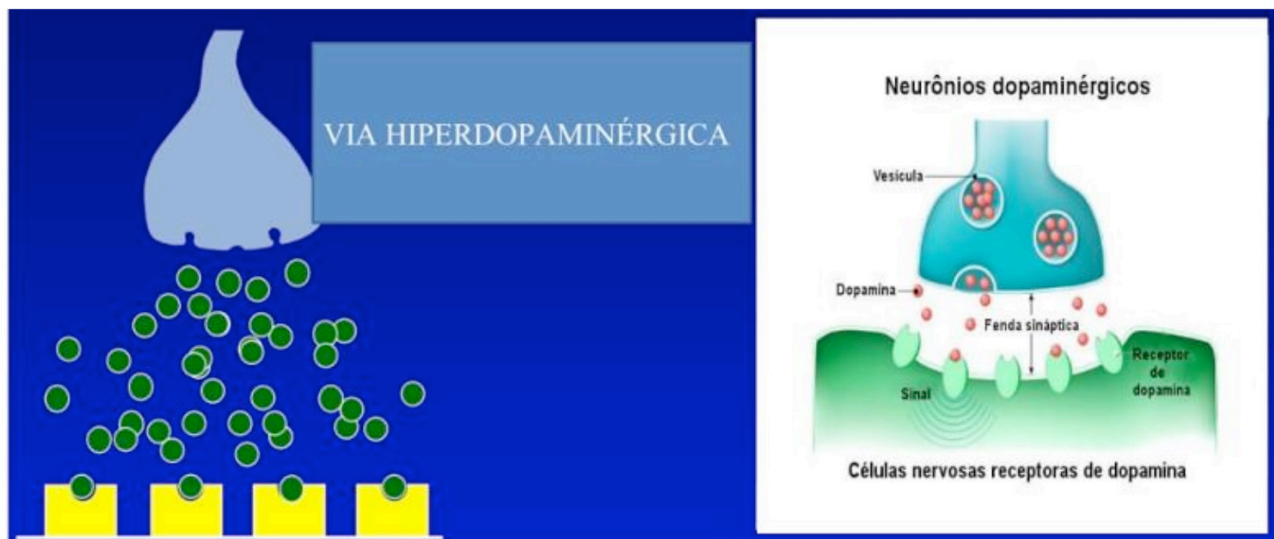 VIA HIPERDOPAMINÉRGICA
Neurônios dopaminérgicos
Vesícula
Dopamina
Fenda sináptica
Receptor
de
dopamina
Sinal
Células nervosas receptoras de dopamina